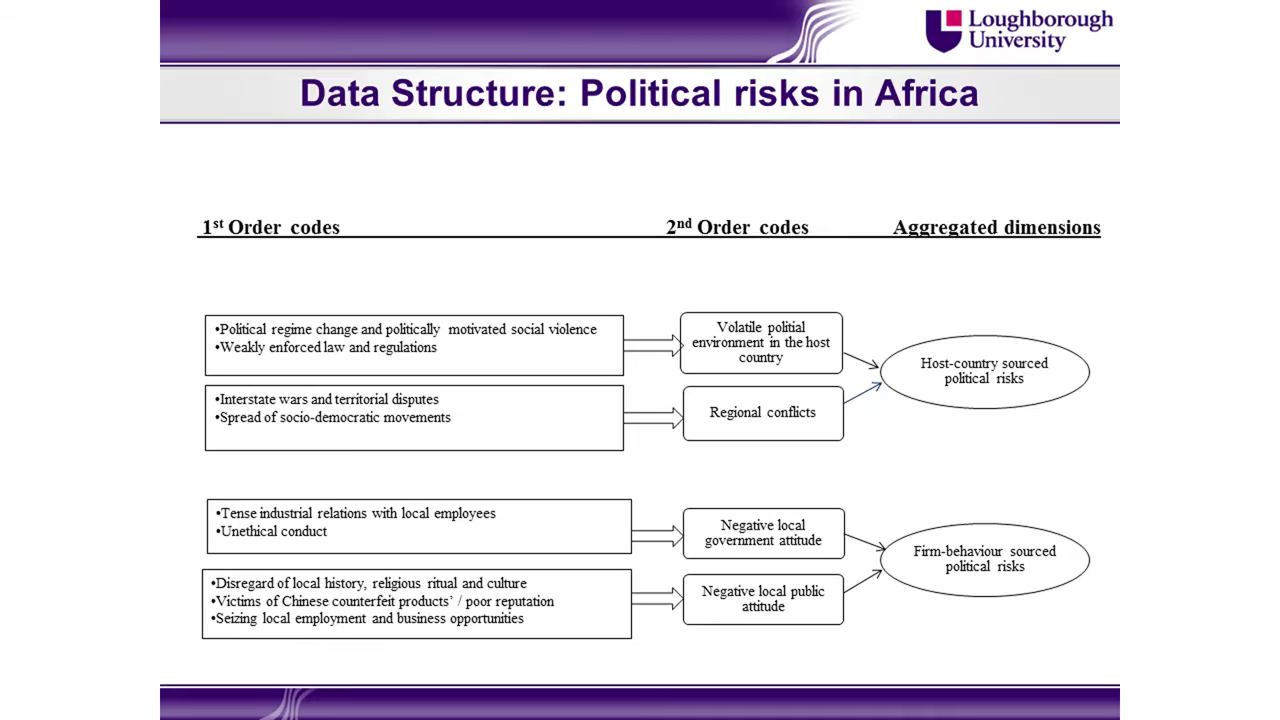 Loughborough
University
Data Structure: Political risks in Africa
1st Order codes 2nd Order codes Aggregated dimensions
•Political regime change and politically motivated social violence
•Weakly enforced law and regulations
Volatile politial
environment in the host
country
Host-country sourced
political risks
•Interstate wars and territorial disputes
•Spread of socio-democratic movements
Regional conflicts
•Tense industrial relations with local employees
•Unethical conduct
Negative local
government attitude
Firm-behaviour sourced
political risks
•Disregard of local history, religious ritual and culture
•Victims of Chinese counterfeit products’ / poor reputation
•Seizing local employment and business opportunities
Negative local public
attitude